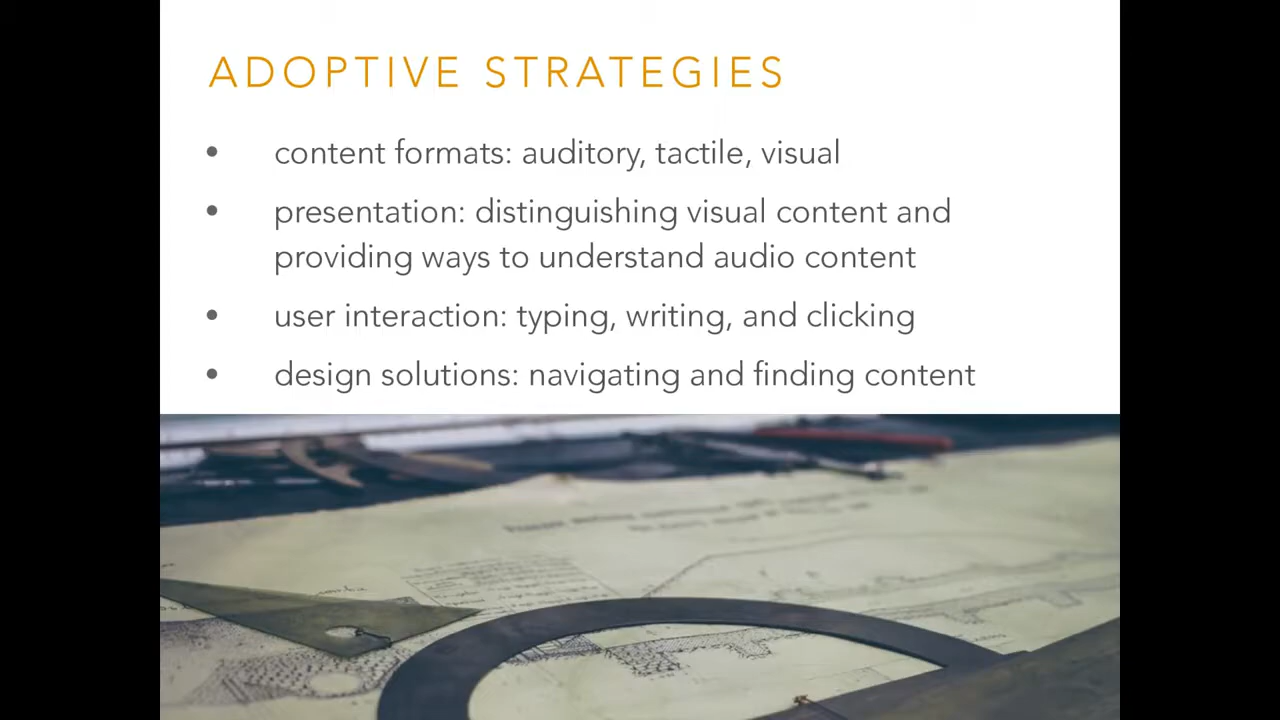 ADOPTIVE STRATEGIES
• content formats: auditory, tactile, visual
• presentation: distinguishing visual content and
providing ways to understand audio content
• user interaction: typing, writing, and clicking
• design solutions: navigating and finding content